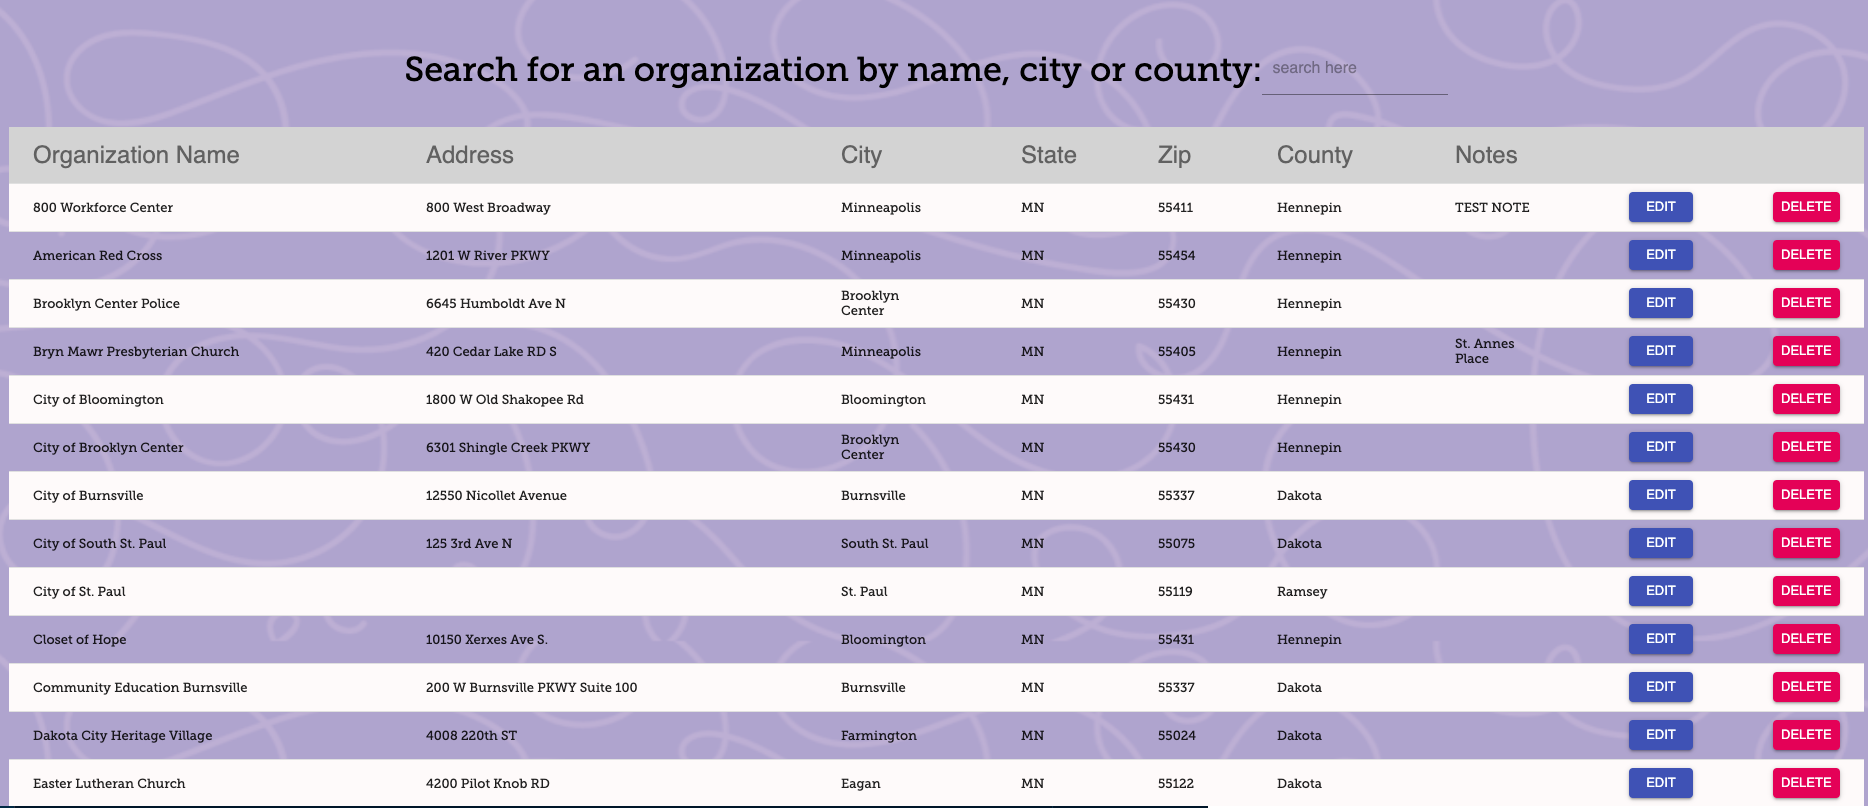 Search for an organization by name, city or county: search here
Organization Name Address City State Zip County Notes
800 Workforce Center 800 West Broadway Minneapolis MN 55411 Hennepin TEST NOTE EDIT DELETE
American Red Cross 1201 W River PKWY Minneapolis MN 55454 Hennepin EDIT DELETE
Brooklyn Center Police 6645 Humboldt Ave N Brooklyn Center MN 55430 Hennepin EDIT DELETE
Bryn Mawr Presbyterian Church 420 Cedar Lake RD S Minneapolis MN 55405 Hennepin St. Annes Place EDIT DELETE
City of Bloomington 1800 W Old Shakopee Rd Bloomington MN 55431 Hennepin EDIT DELETE
City of Brooklyn Center 6301 Shingle Creek PKWY Brooklyn Center MN 55430 Hennepin EDIT DELETE
City of Burnsville 12550 Nicollet Avenue Burnsville MN 55337 Dakota EDIT DELETE
City of South St. Paul 125 3rd Ave N South St. Paul MN 55075 Dakota EDIT DELETE
City of St. Paul St. Paul MN 55119 Ramsey EDIT DELETE
Closet of Hope 10150 Xerxes Ave S. Bloomington MN 55431 Hennepin EDIT DELETE
Community Education Burnsville 200 W Burnsville PKWY Suite 100 Burnsville MN 55337 Dakota EDIT DELETE
Dakota City Heritage Village 4008 220th ST Farmington MN 55024 Dakota EDIT DELETE
Easter Lutheran Church 4200 Pilot Knob RD Eagan MN 55122 Dakota EDIT DELETE